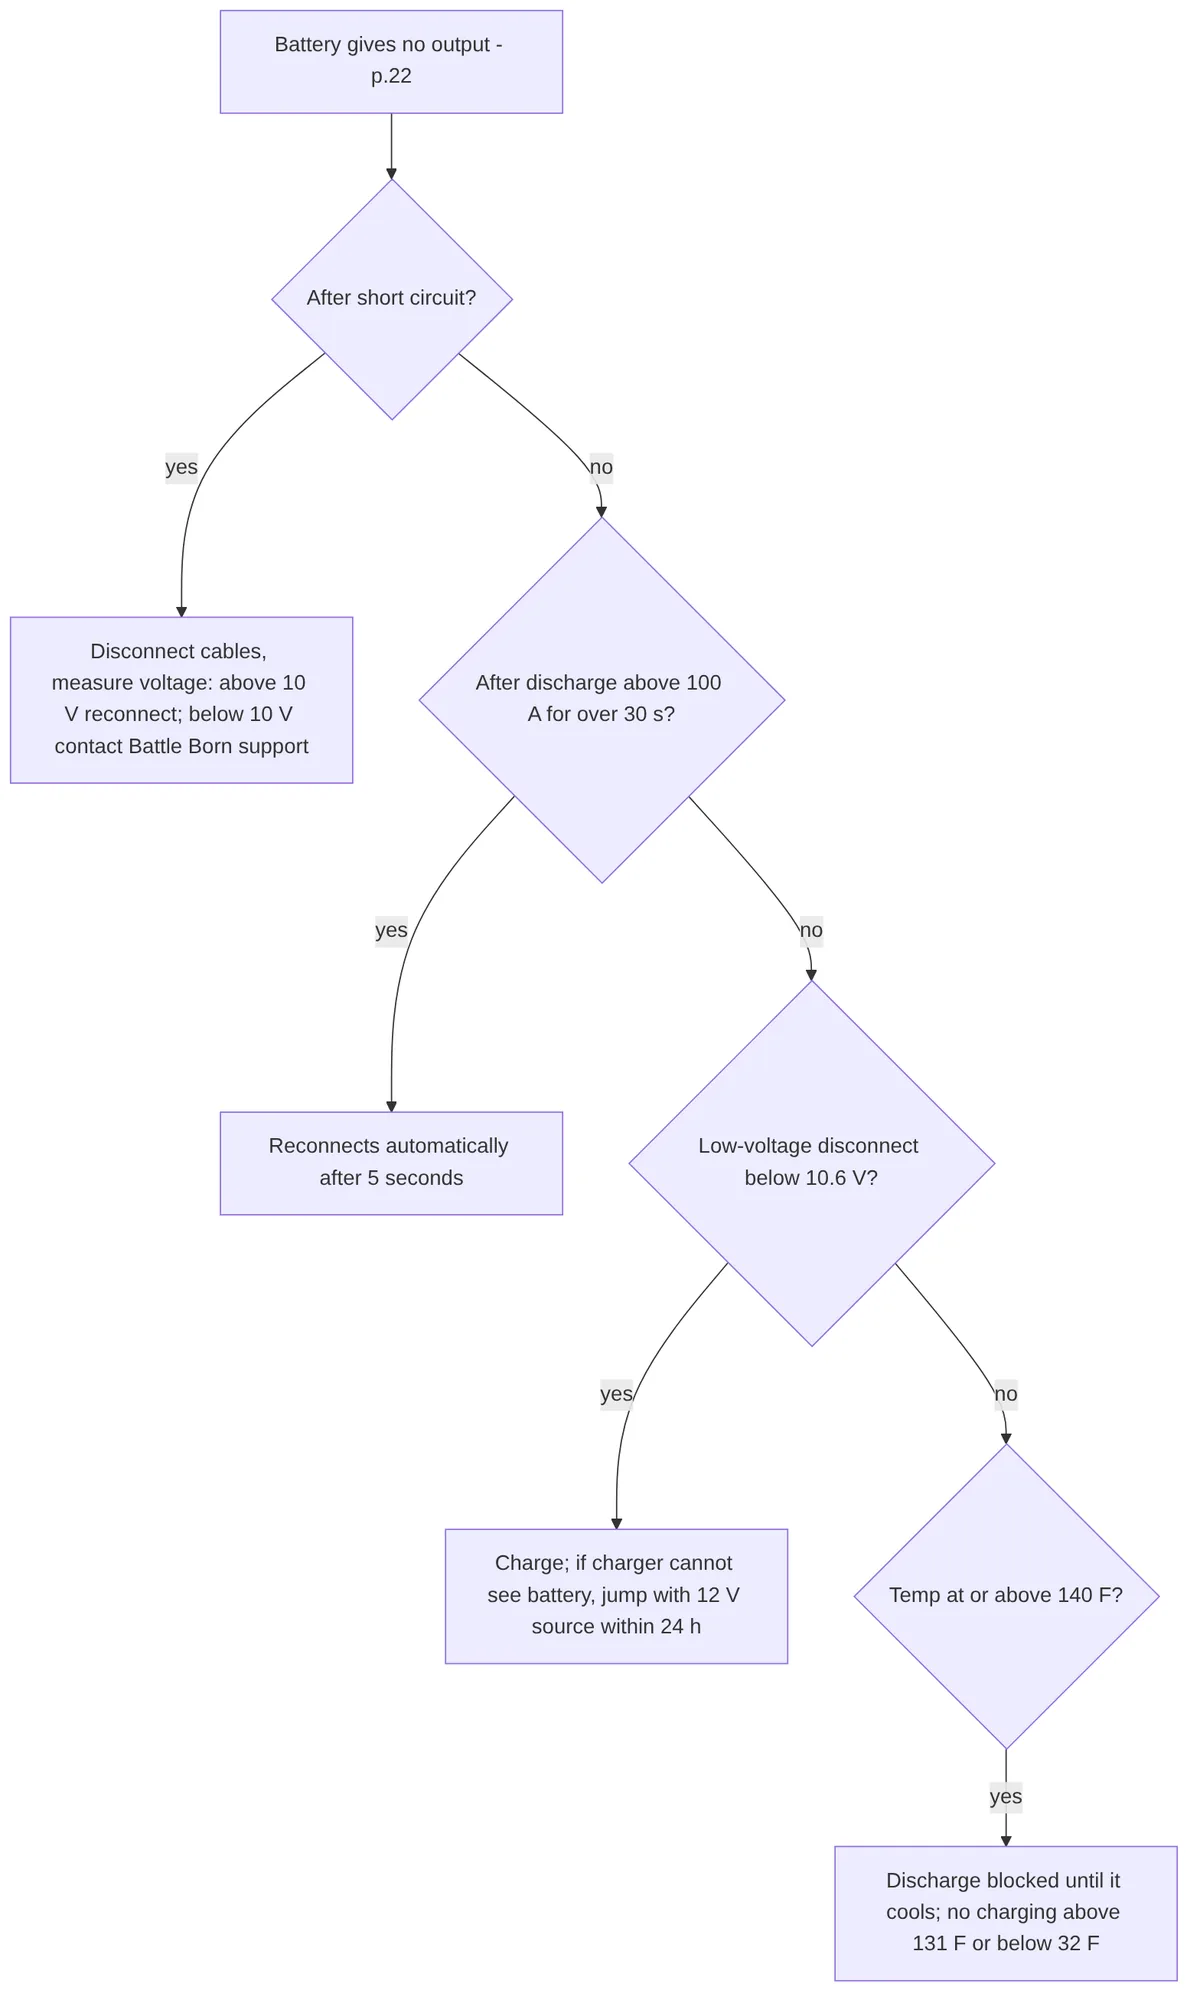 Battery gives no output -
p.22
After short circuit?
yes
no
Disconnect cables,
measure voltage: above 10
V reconnect; below 10 V
contact Battle Born support
After discharge above 100
A for over 30 s?
yes
no
Reconnects automatically
after 5 seconds
Low-voltage disconnect
below 10.6 V?
yes
no
Charge; if charger cannot
see battery, jump with 12 V
source within 24 h
Temp at or above 140 F?
yes
Discharge blocked until it
cools; no charging above
131 F or below 32 F